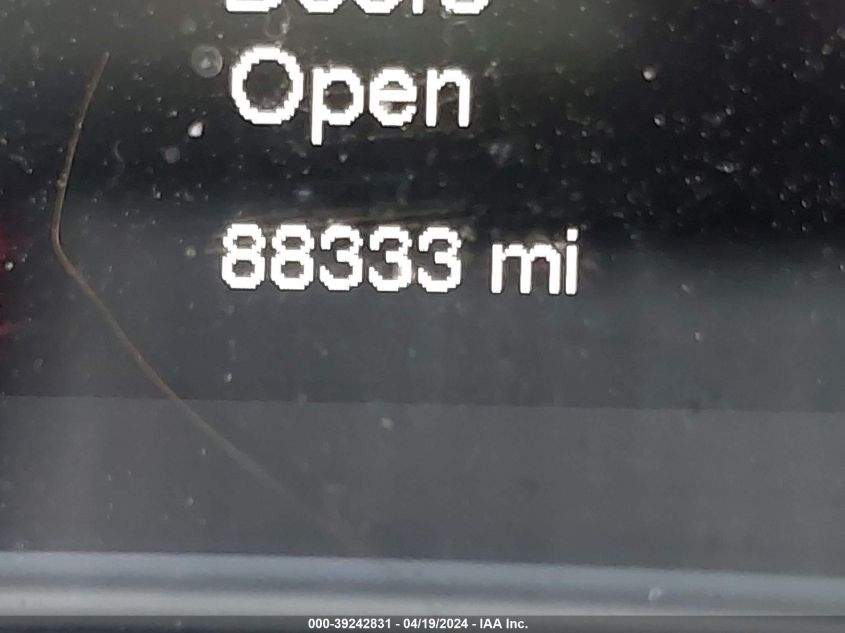 Open
88333 mi
000-39242831 - 04/19/2024 - IAA Inc.